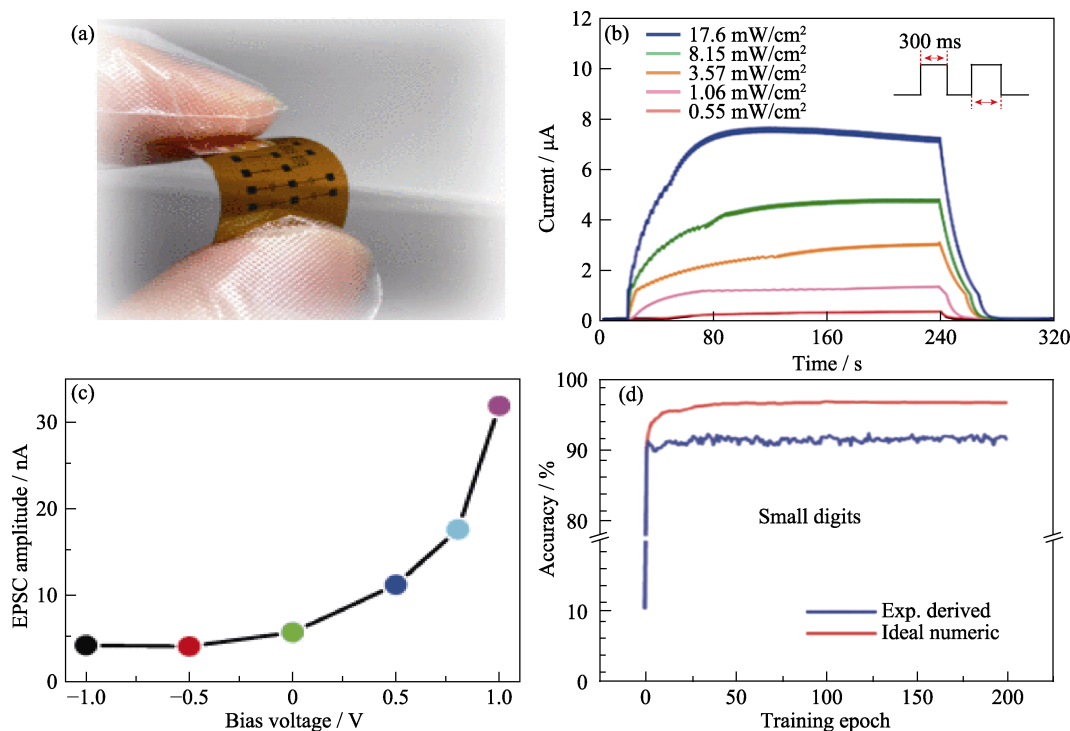 (a)
(b)
12
10
8
6
4
2
0
Current / μA
17.6 mW/cm²
8.15 mW/cm²
3.57 mW/cm²
1.06 mW/cm²
0.55 mW/cm²
300 ms
0 80 160 240 320
Time / s
(c)
30
20
10
0
EPSC amplitude / nA
−1.0 −0.5 0 0.5 1.0
Bias voltage / V
(d)
100
90
80
10
0
Accuracy / %
Small digits
Exp. derived
Ideal numeric
0 50 100 150 200
Training epoch